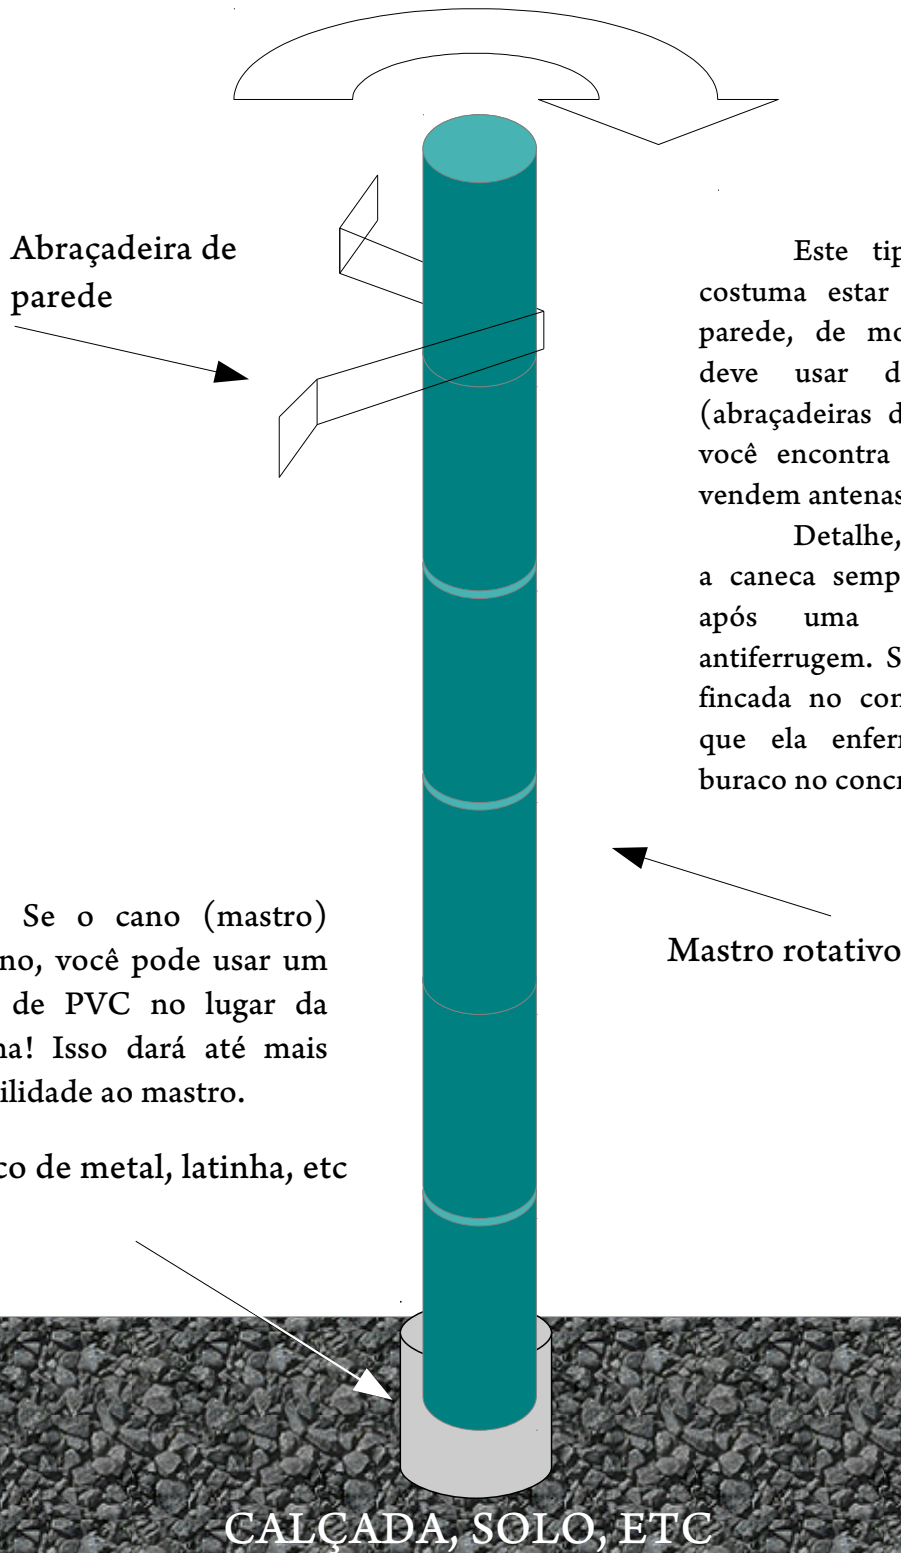 Abraçadeira de
parede
Este tip
costuma estar
parede, de mo
deve usar d
(abraçadeiras d
você encontra
vendem antenas
Detalhe,
a caneca semp
após uma
antiferrugem. S
fincada no con
que ela enferr
buraco no concr
Se o cano (mastro)
no, você pode usar um
de PVC no lugar da
na! Isso dará até mais
ilidade ao mastro.
Mastro rotativo
co de metal, latinha, etc
CALÇADA, SOLO, ETC